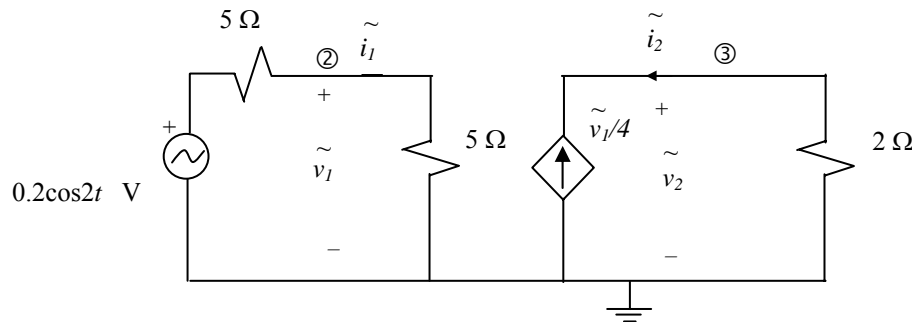 5 Ω
②
ĩ₁
ĩ₂
③
+
+
+
5 Ω
ṽ₁/4
2 Ω
ṽ₁
ṽ₂
0.2cos2t V
–
–